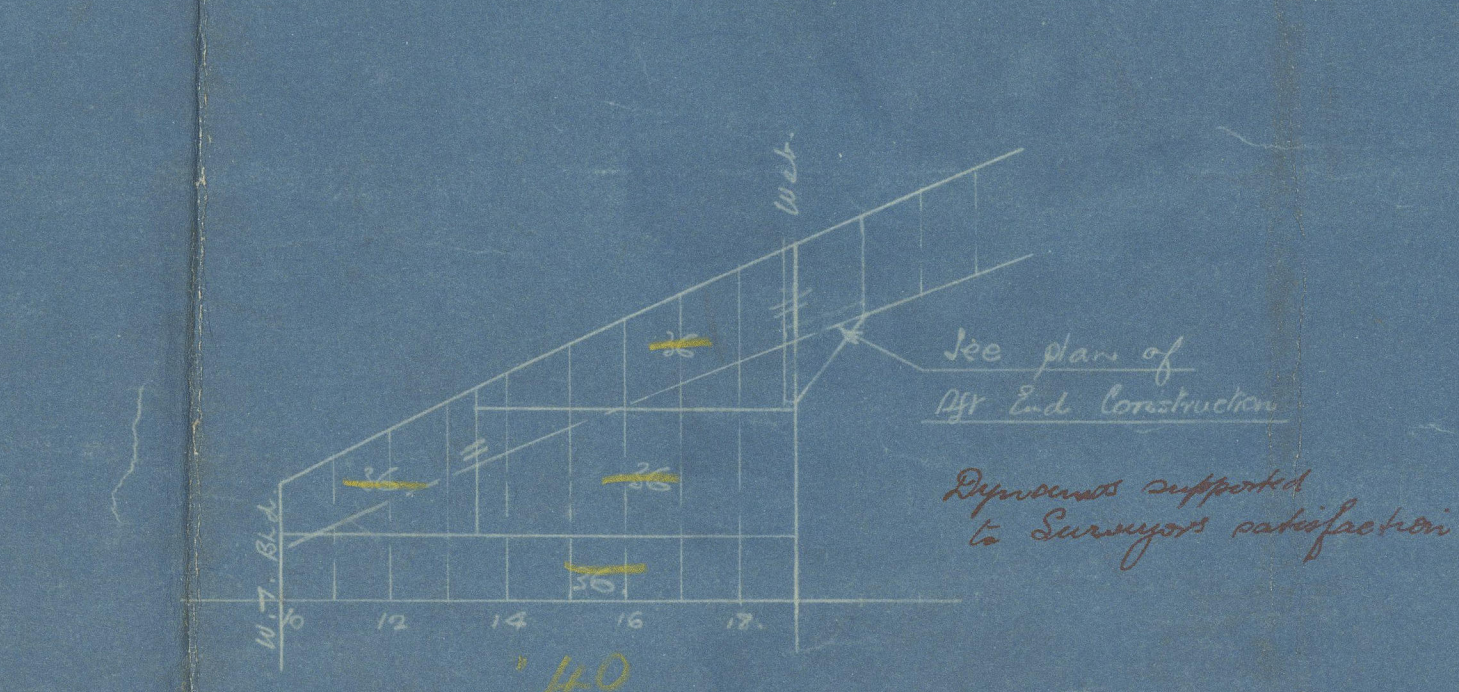 Web.
36
See plan of
Aft End Construction
36
36
Dynamos supported
to Surveyors satisfaction
W.T. Bhd.
36
10 12 14 16 18.
" 40